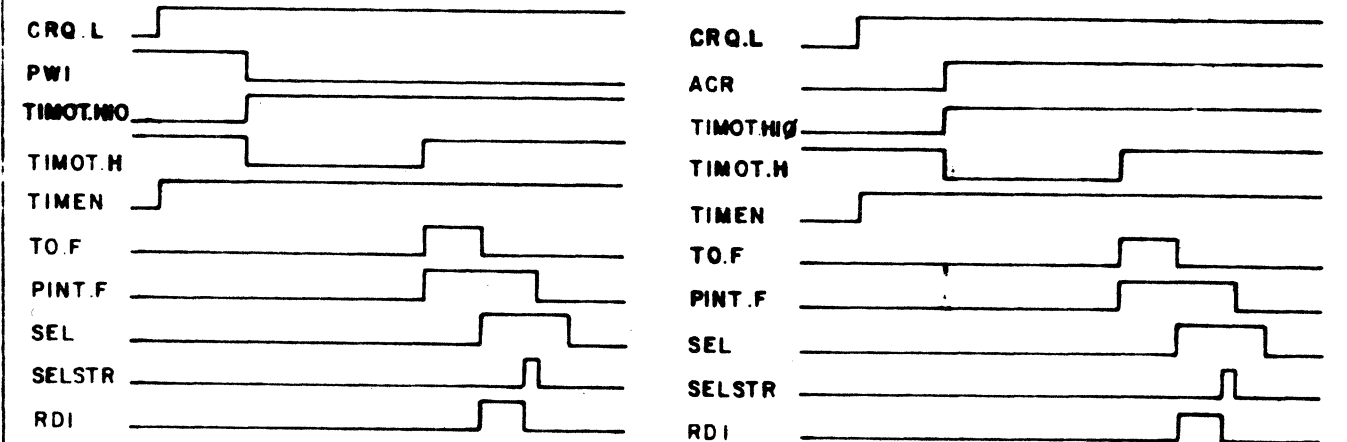 CRQ.L
PWI
TIMOT.HIO
TIMOT.H
TIMEN
TO.F
PINT.F
SEL
SELSTR
RDI
CRQ.L
ACR
TIMOT.HIØ
TIMOT.H
TIMEN
TO.F
PINT.F
SEL
SELSTR
RDI